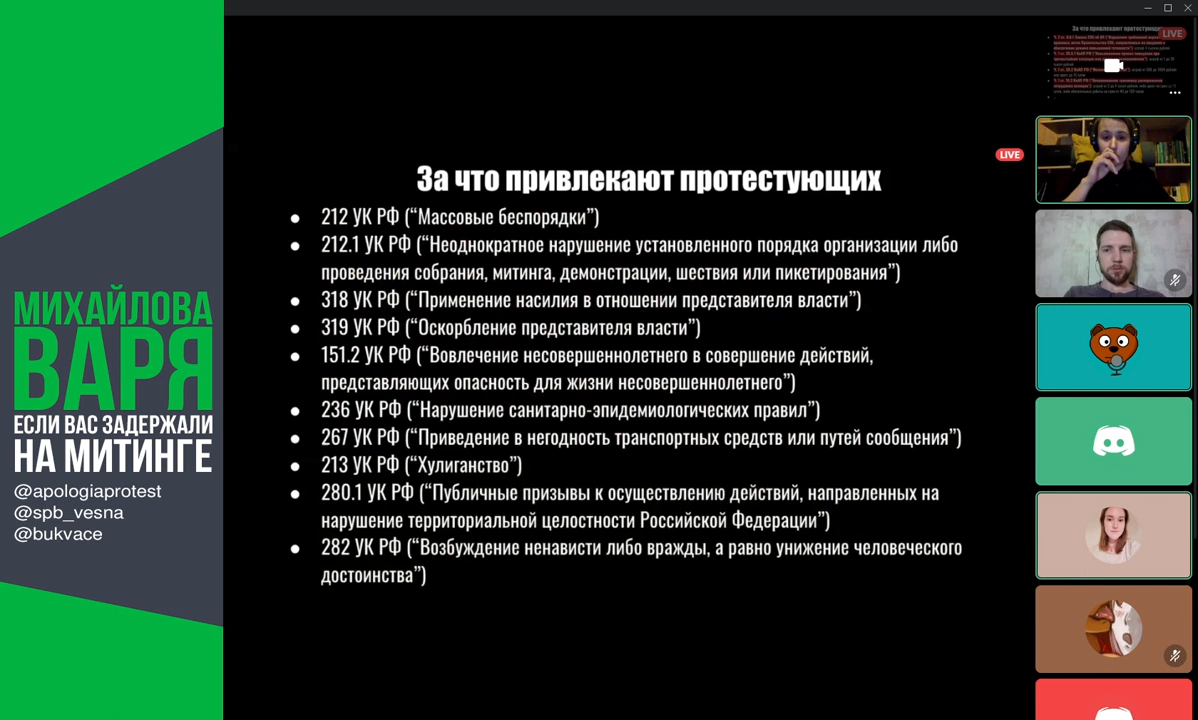 LIVE
За что привлекают протестующих
LIVE
За что привлекают протестующих
● 212 УК РФ (“Массовые беспорядки”)
● 212.1 УК РФ (“Неоднократное нарушение установленного порядка организации либо
проведения собрания, митинга, демонстрации, шествия или пикетирования”)
● 318 УК РФ (“Применение насилия в отношении представителя власти”)
● 319 УК РФ (“Оскорбление представителя власти”)
● 151.2 УК РФ (“Вовлечение несовершеннолетнего в совершение действий,
представляющих опасность для жизни несовершеннолетнего”)
● 236 УК РФ (“Нарушение санитарно-эпидемиологических правил”)
● 267 УК РФ (“Приведение в негодность транспортных средств или путей сообщения”)
● 213 УК РФ (“Хулиганство”)
● 280.1 УК РФ (“Публичные призывы к осуществлению действий, направленных на
нарушение территориальной целостности Российской Федерации”)
● 282 УК РФ (“Возбуждение ненависти либо вражды, а равно унижение человеческого
достоинства”)
МИХАЙЛОВА
ВАРЯ
ЕСЛИ ВАС ЗАДЕРЖАЛИ
НА МИТИНГЕ
@apologiaprotest
@spb_vesna
@bukvace